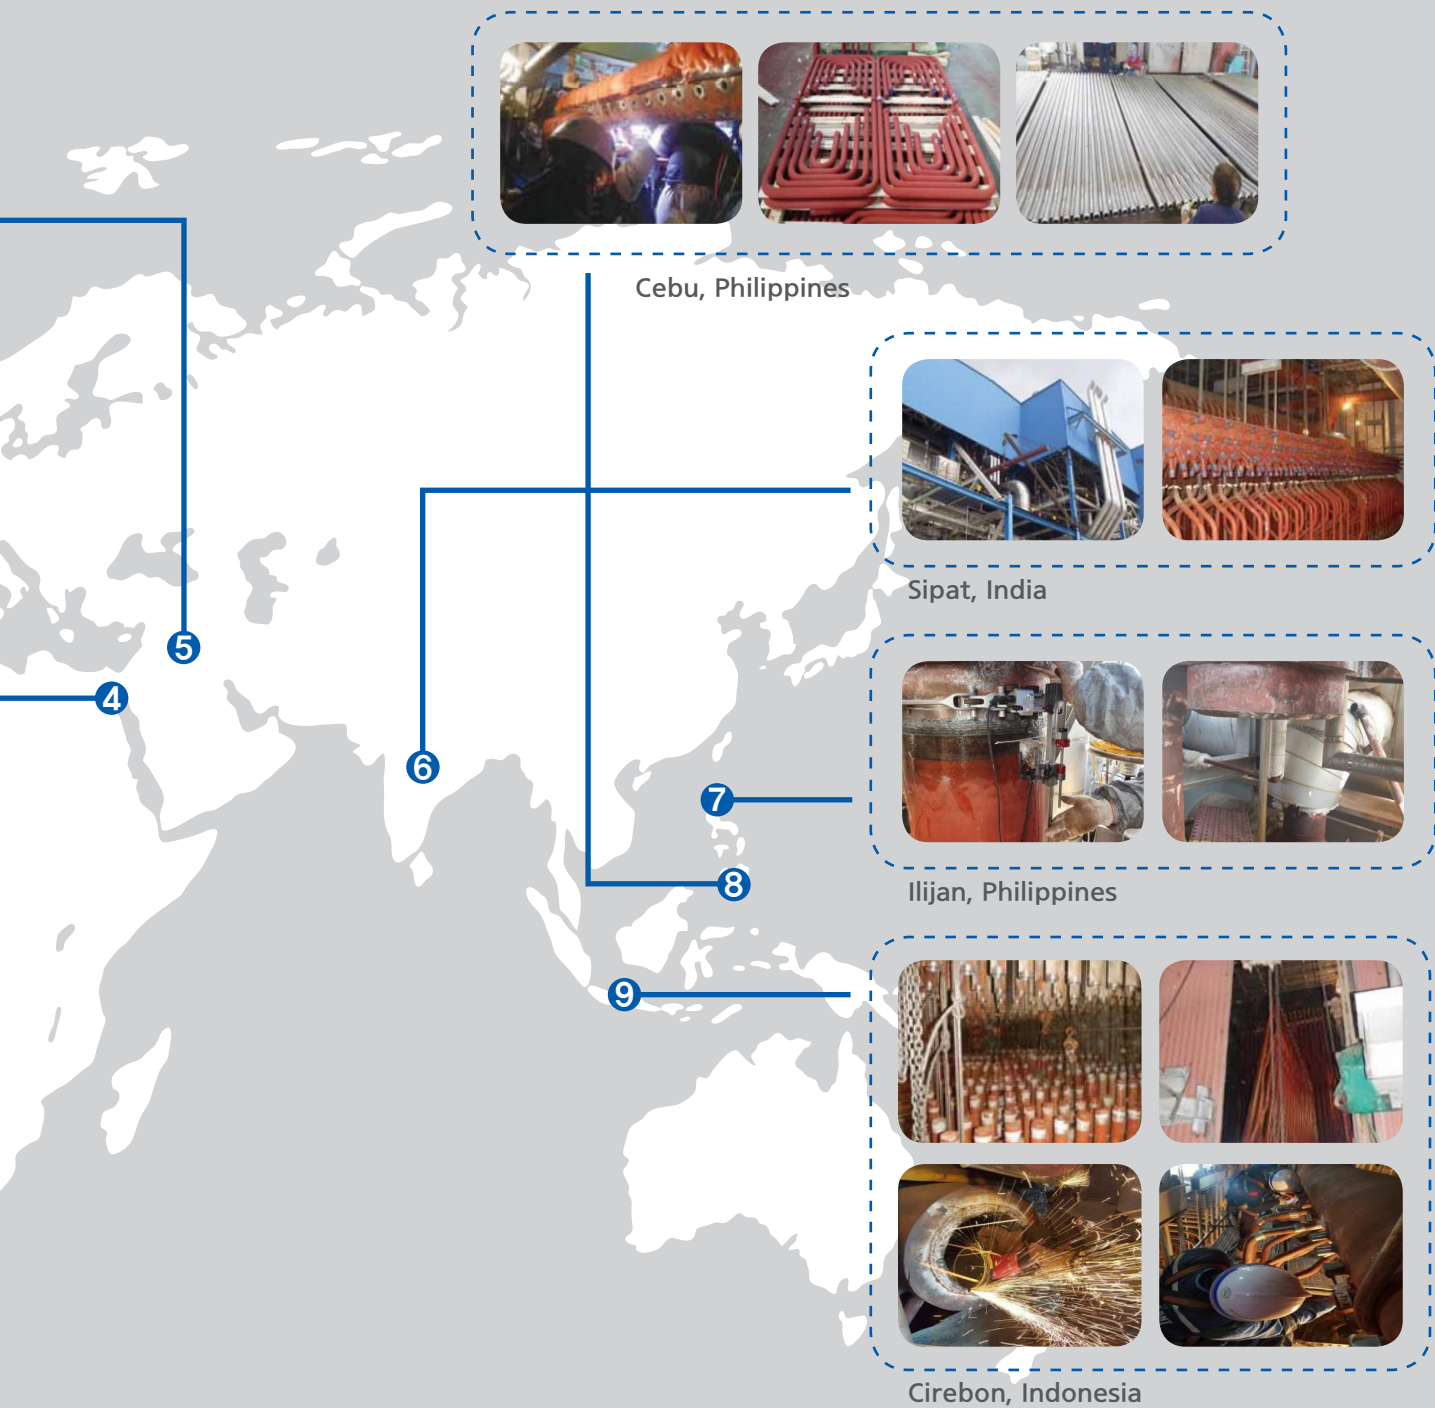 Cebu, Philippines
Sipat, India
5
4
6
7
Ilijan, Philippines
8
9
Cirebon, Indonesia